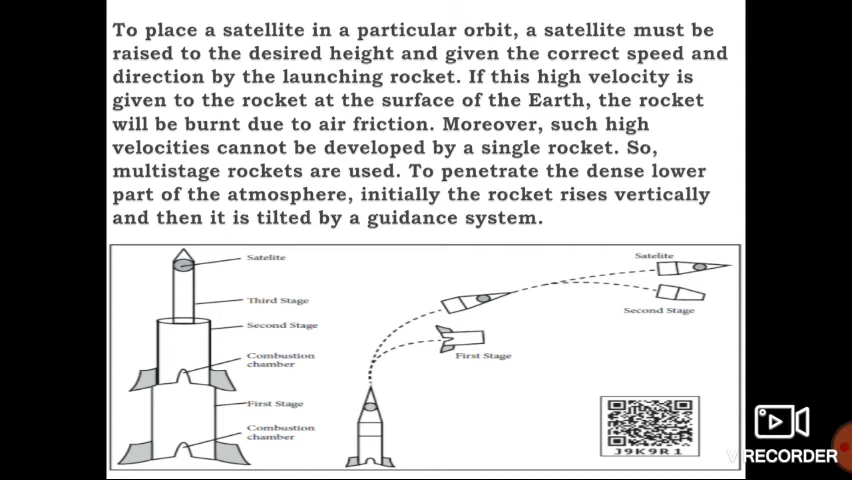 To place a satellite in a particular orbit, a satellite must be
raised to the desired height and given the correct speed and
direction by the launching rocket. If this high velocity is
given to the rocket at the surface of the Earth, the rocket
will be burnt due to air friction. Moreover, such high
velocities cannot be developed by a single rocket. So,
multistage rockets are used. To penetrate the dense lower
part of the atmosphere, initially the rocket rises vertically
and then it is tilted by a guidance system.
Satelite
Third Stage
Second Stage
Combustion
chamber
First Stage
Combustion
chamber
Satelite
Second Stage
First Stage
J9K9R1
V RECORDER